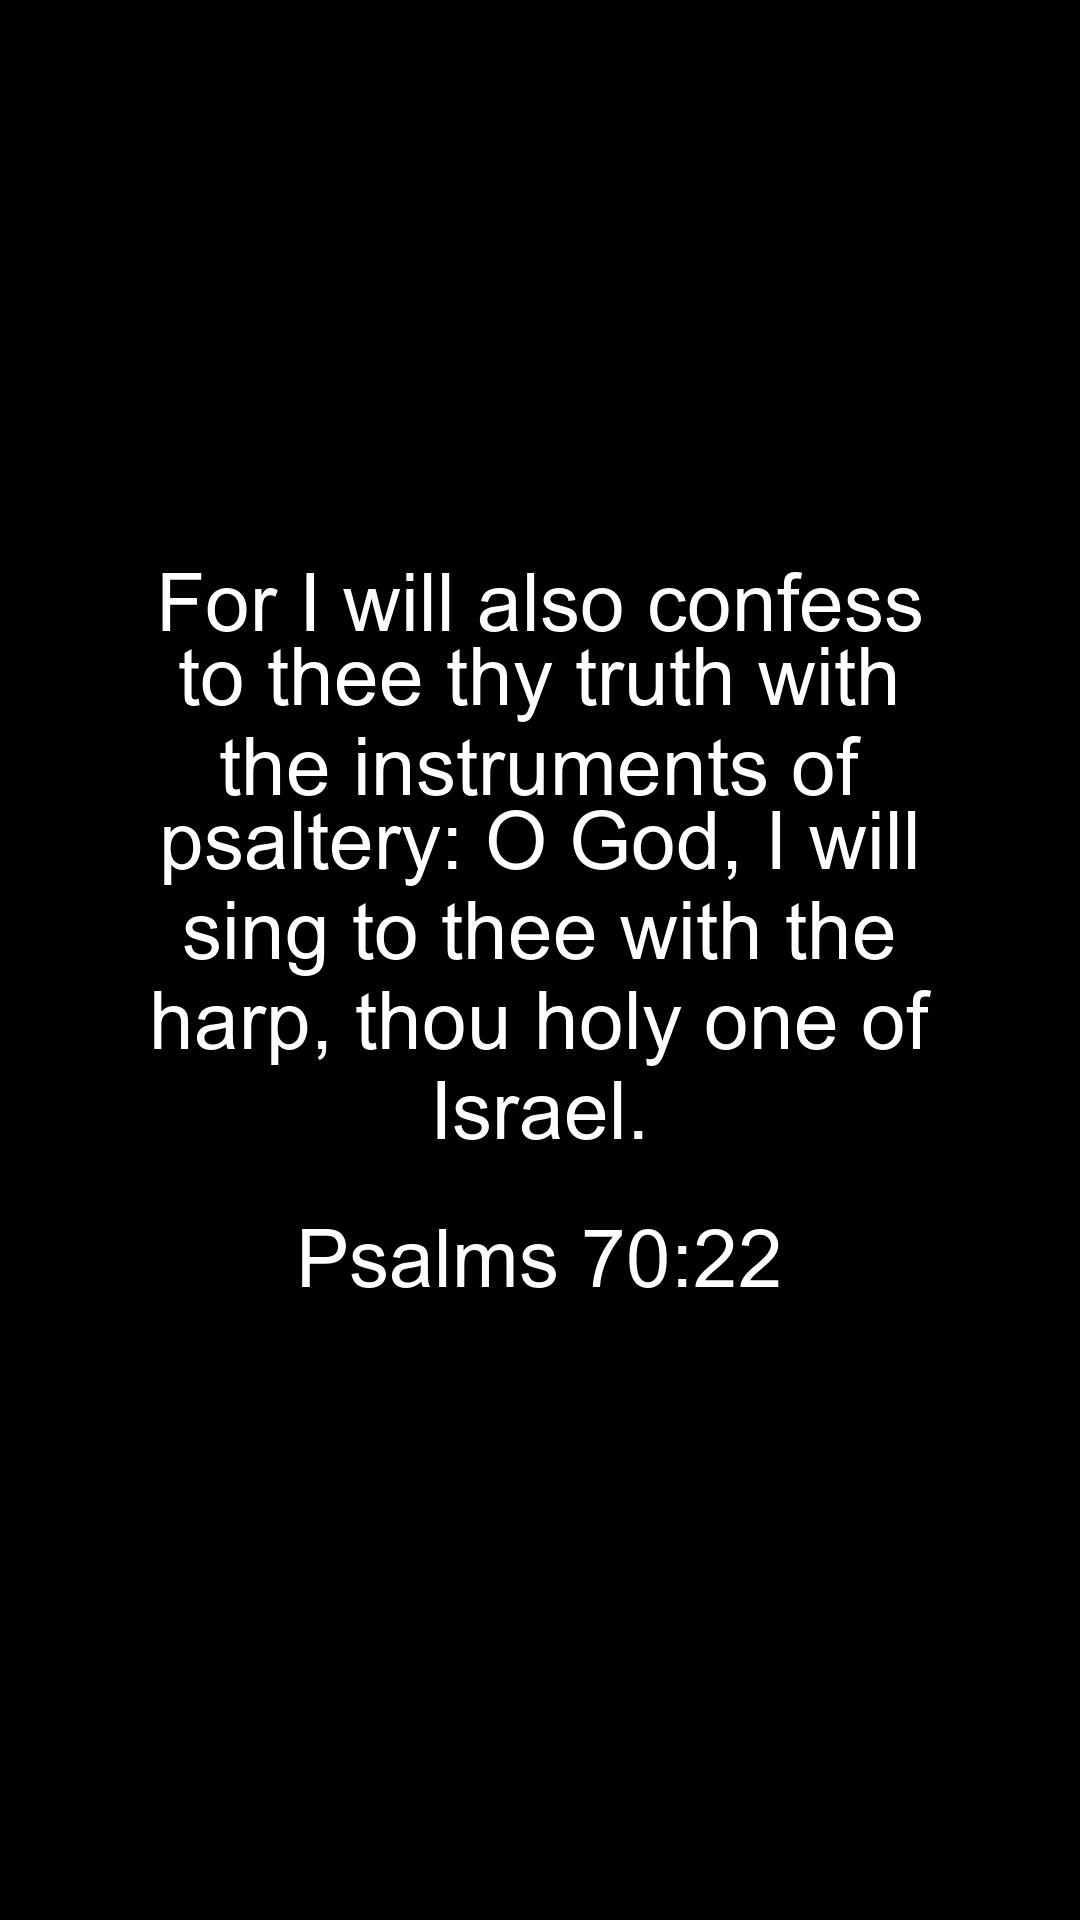 For I will also confess
to thee thy truth with
the instruments of
psaltery: O God, I will
sing to thee with the
harp, thou holy one of
Israel.
Psalms 70:22